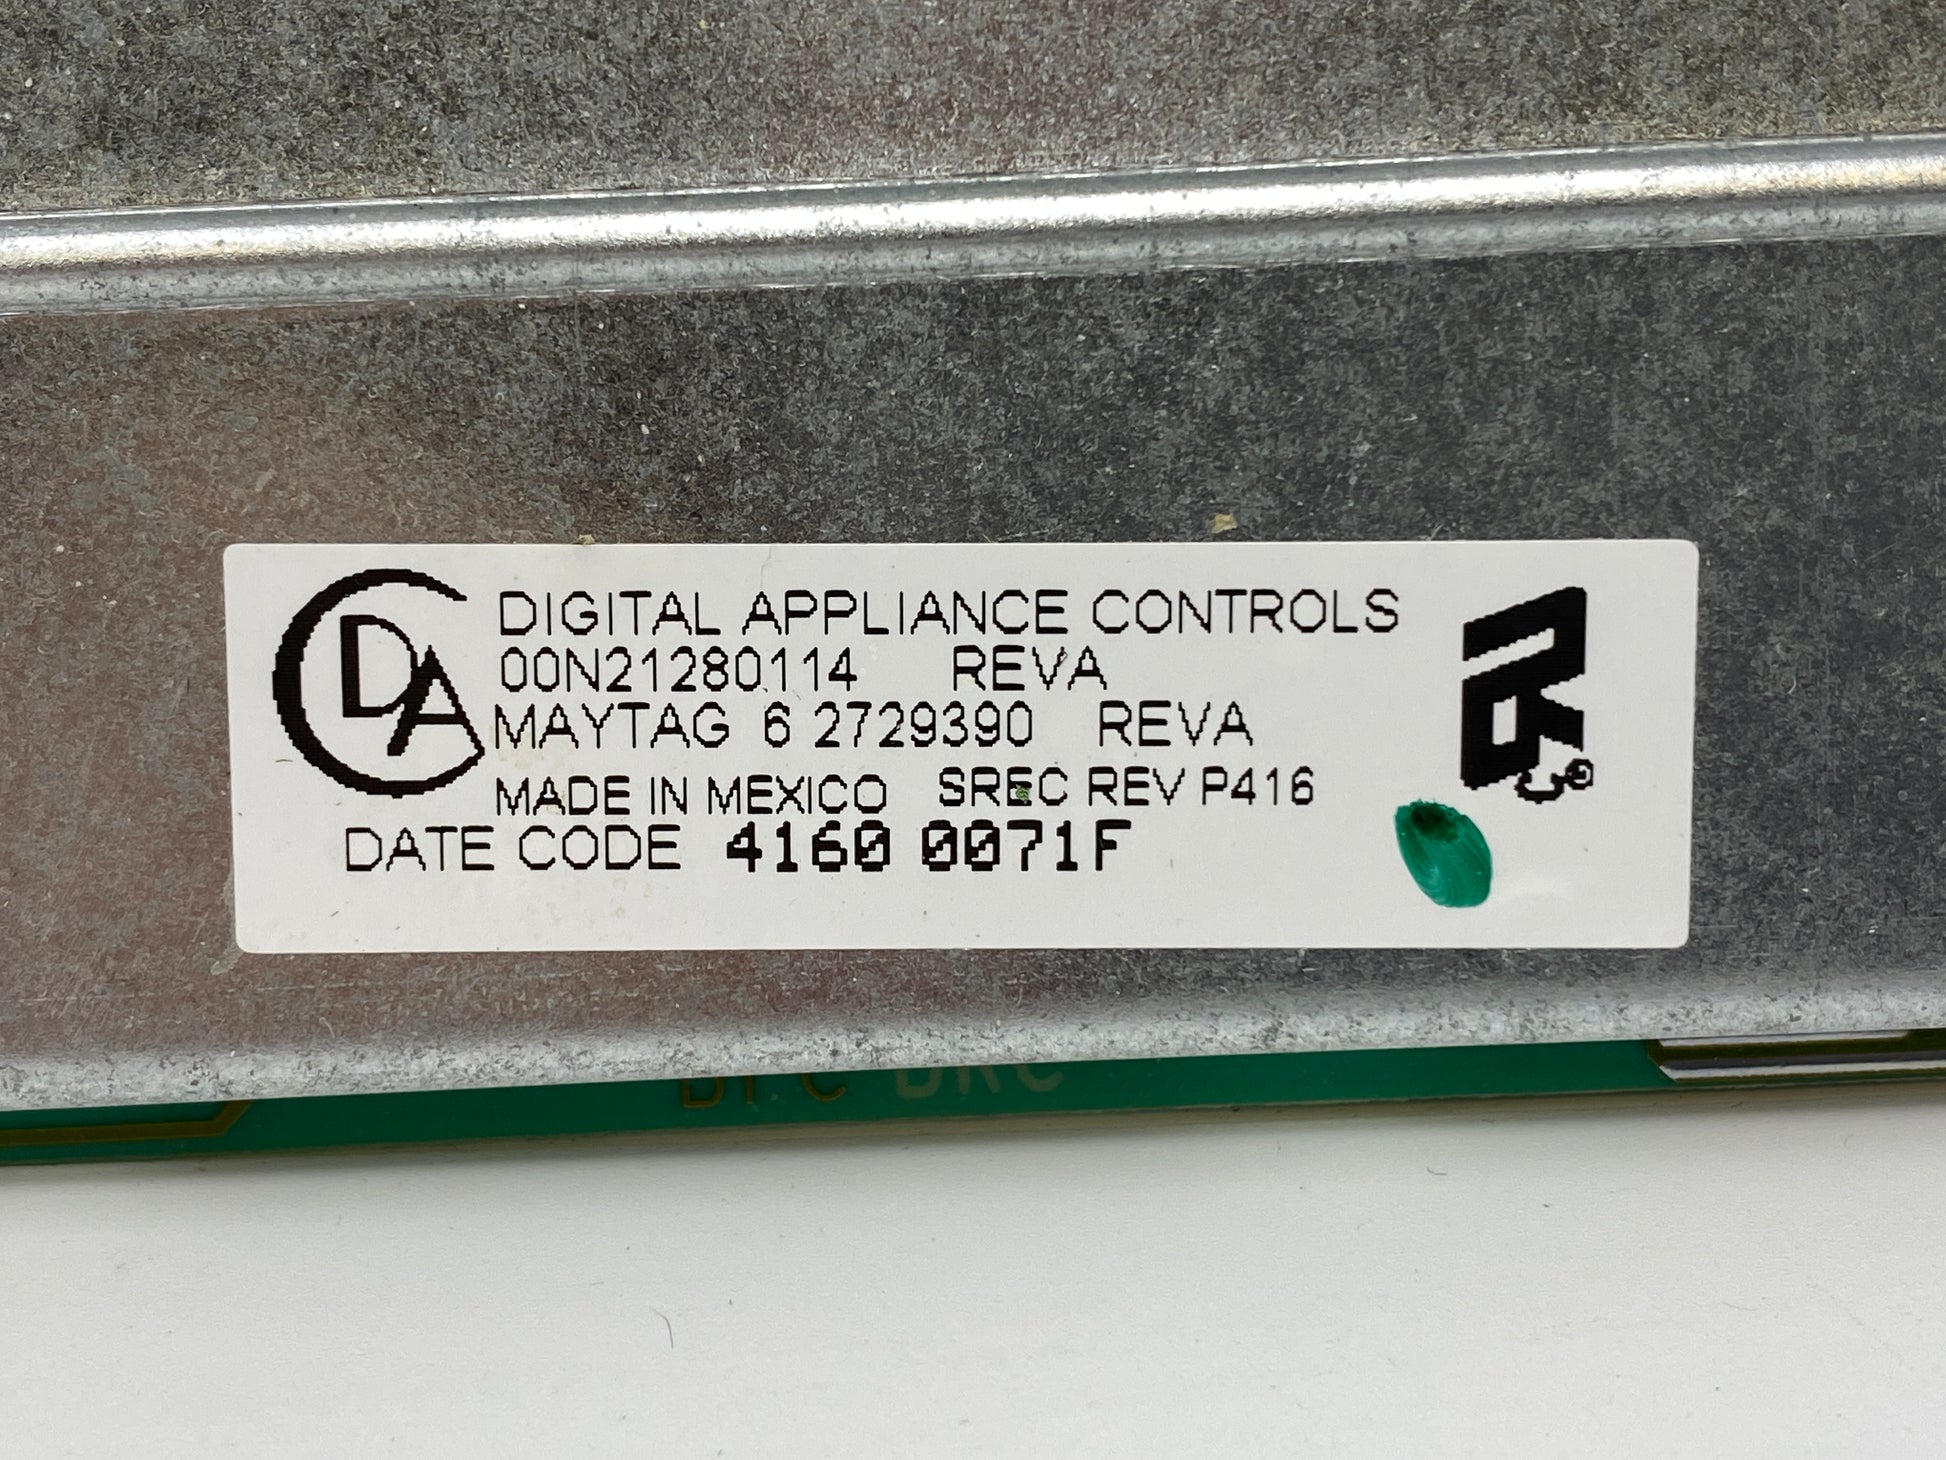 CDA
DIGITAL APPLIANCE CONTROLS
00N21280114 REVA
MAYTAG 6 2729390 REVA
MADE IN MEXICO SREC REV P416
DATE CODE 4160 0071F